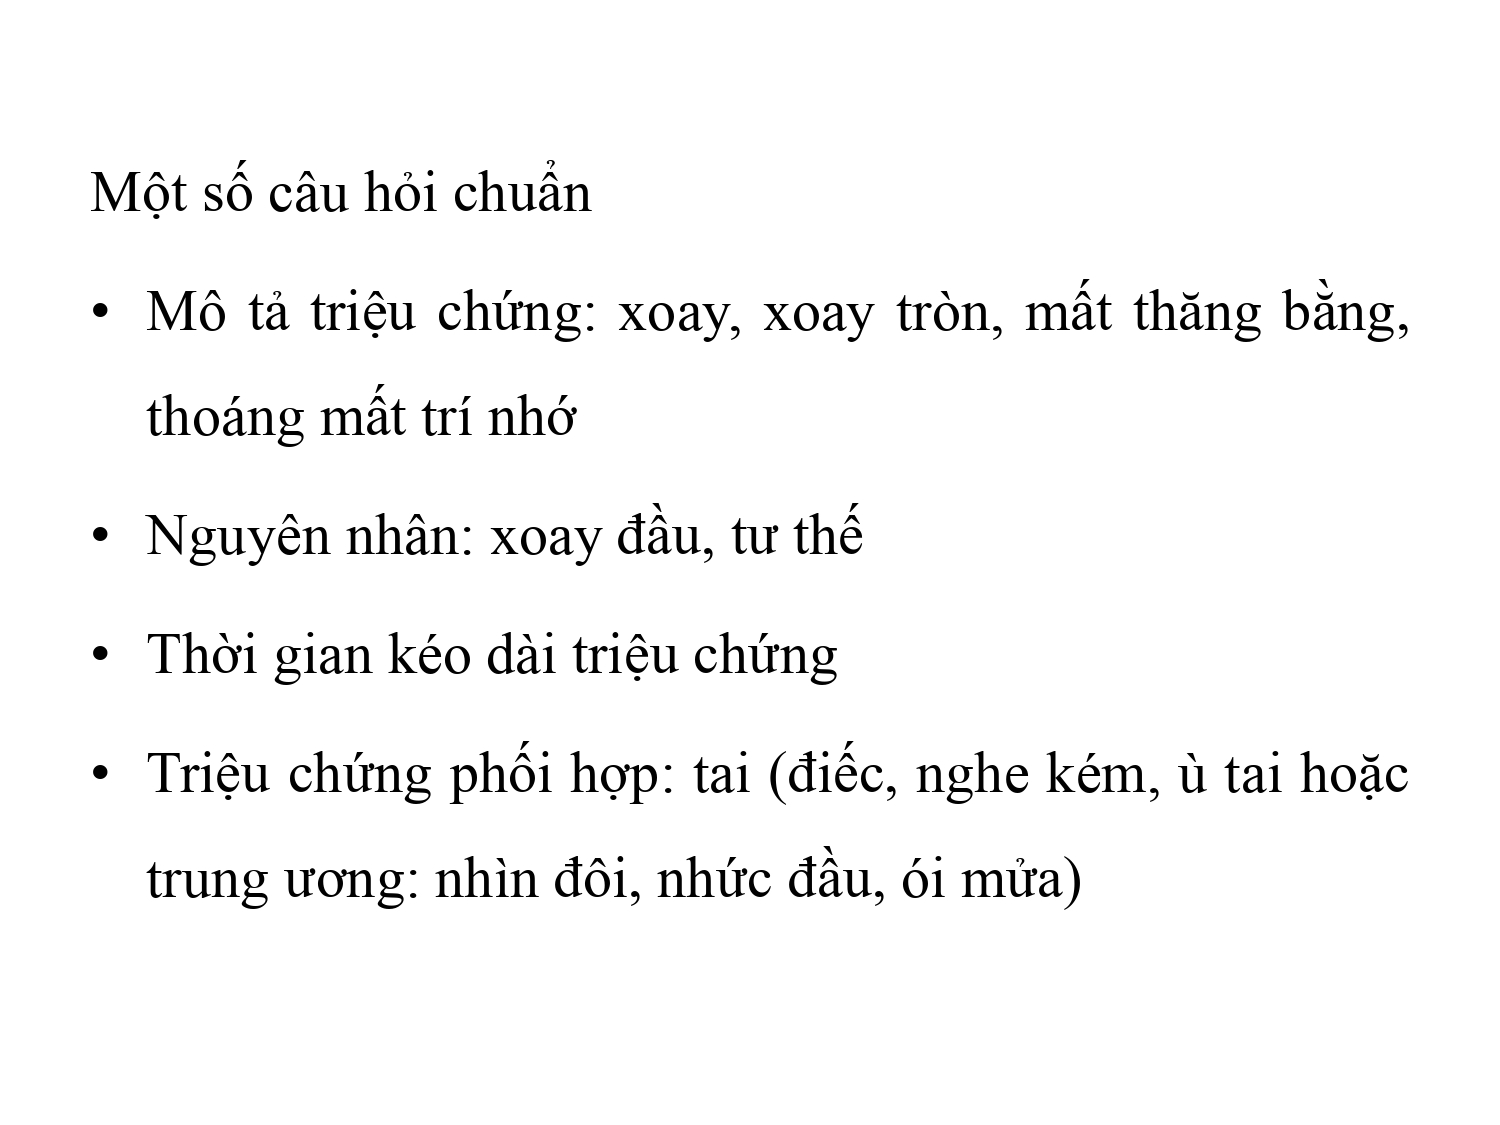 Một số câu hỏi chuẩn
• Mô tả triệu chứng: xoay, xoay tròn, mất thăng bằng,
thoáng mất trí nhớ
• Nguyên nhân: xoay đầu, tư thế
• Thời gian kéo dài triệu chứng
• Triệu chứng phối hợp: tai (điếc, nghe kém, ù tai hoặc
trung ương: nhìn đôi, nhức đầu, ói mửa)